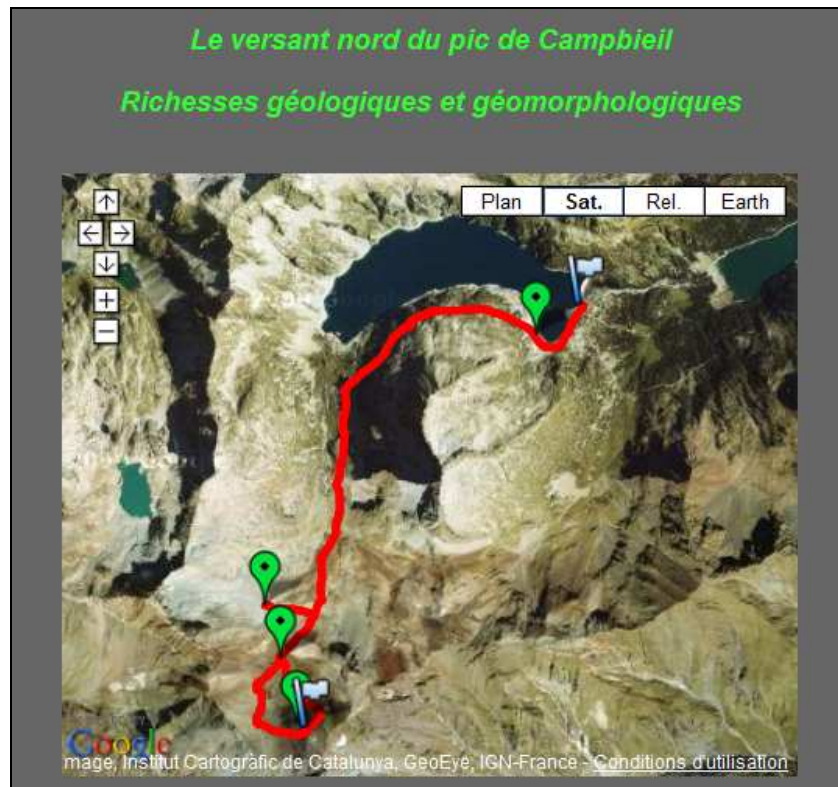 Le versant nord du pic de Campbieil
Richesses géologiques et géomorphologiques
Plan Sat. Rel. Earth
Google
mage, Institut Cartogràfic de Catalunya, GeoEye, IGN-France - Conditions d'utilisation